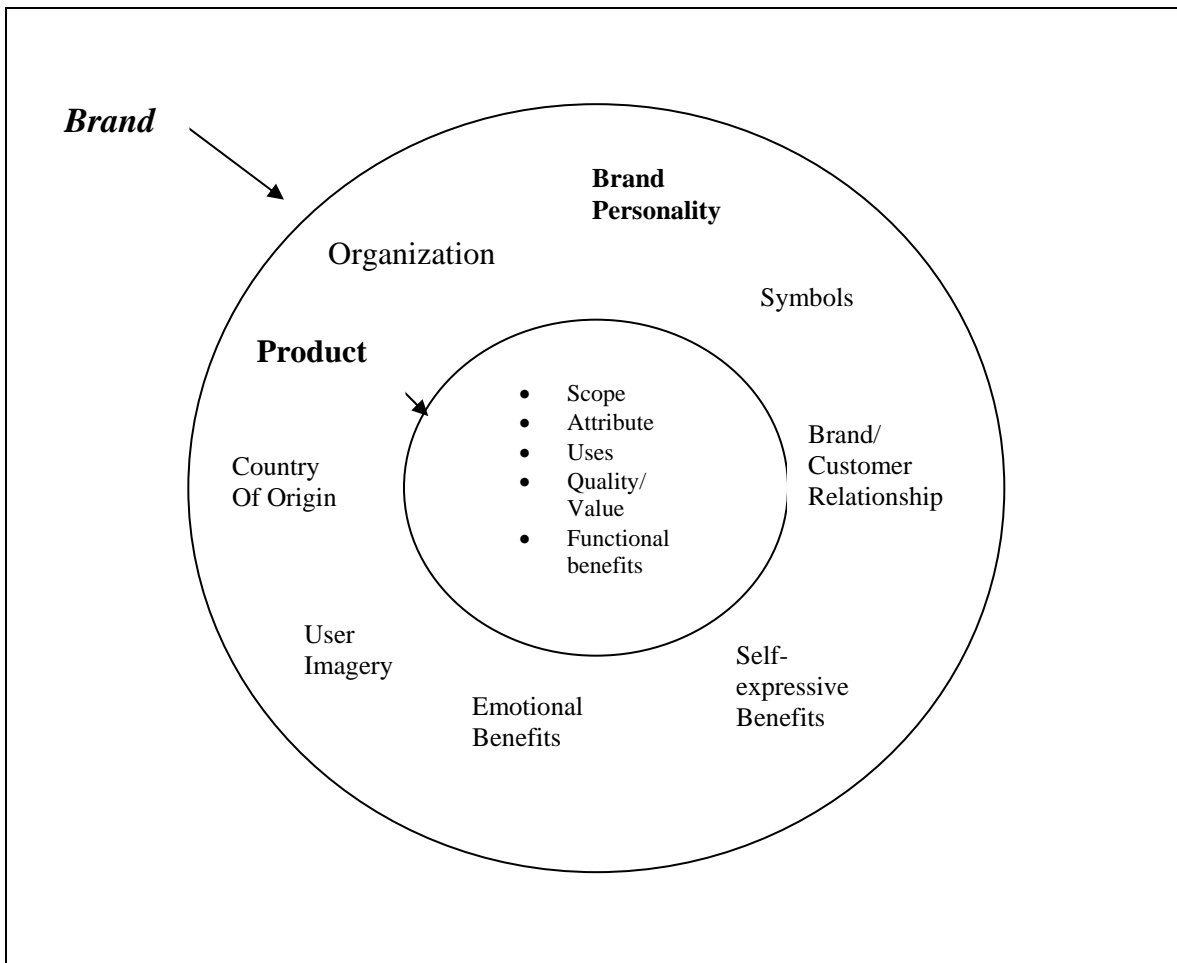 Brand
Brand
Personality
Organization
Symbols
Product
• Scope
• Attribute
• Uses
• Quality/
Value
• Functional
benefits
Brand/
Customer
Relationship
Country
Of Origin
User
Imagery
Self-
expressive
Benefits
Emotional
Benefits